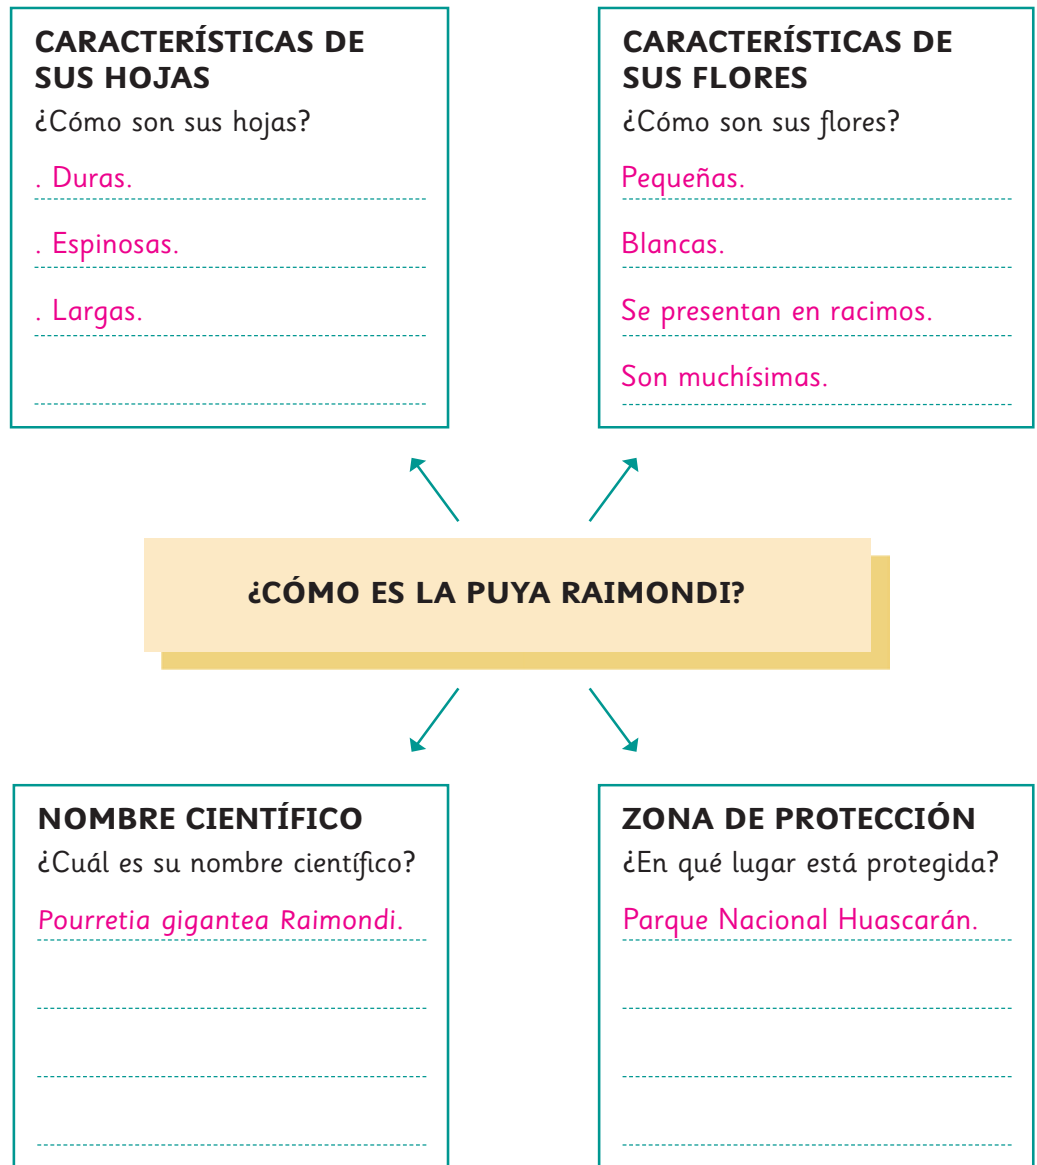 CARACTERÍSTICAS DE
SUS HOJAS
¿Cómo son sus hojas?
. Duras.
. Espinosas.
. Largas.
CARACTERÍSTICAS DE
SUS FLORES
¿Cómo son sus flores?
Pequeñas.
Blancas.
Se presentan en racimos.
Son muchísimas.
¿CÓMO ES LA PUYA RAIMONDI?
NOMBRE CIENTÍFICO
¿Cuál es su nombre científico?
Pourretia gigantea Raimondi.
ZONA DE PROTECCIÓN
¿En qué lugar está protegida?
Parque Nacional Huascarán.